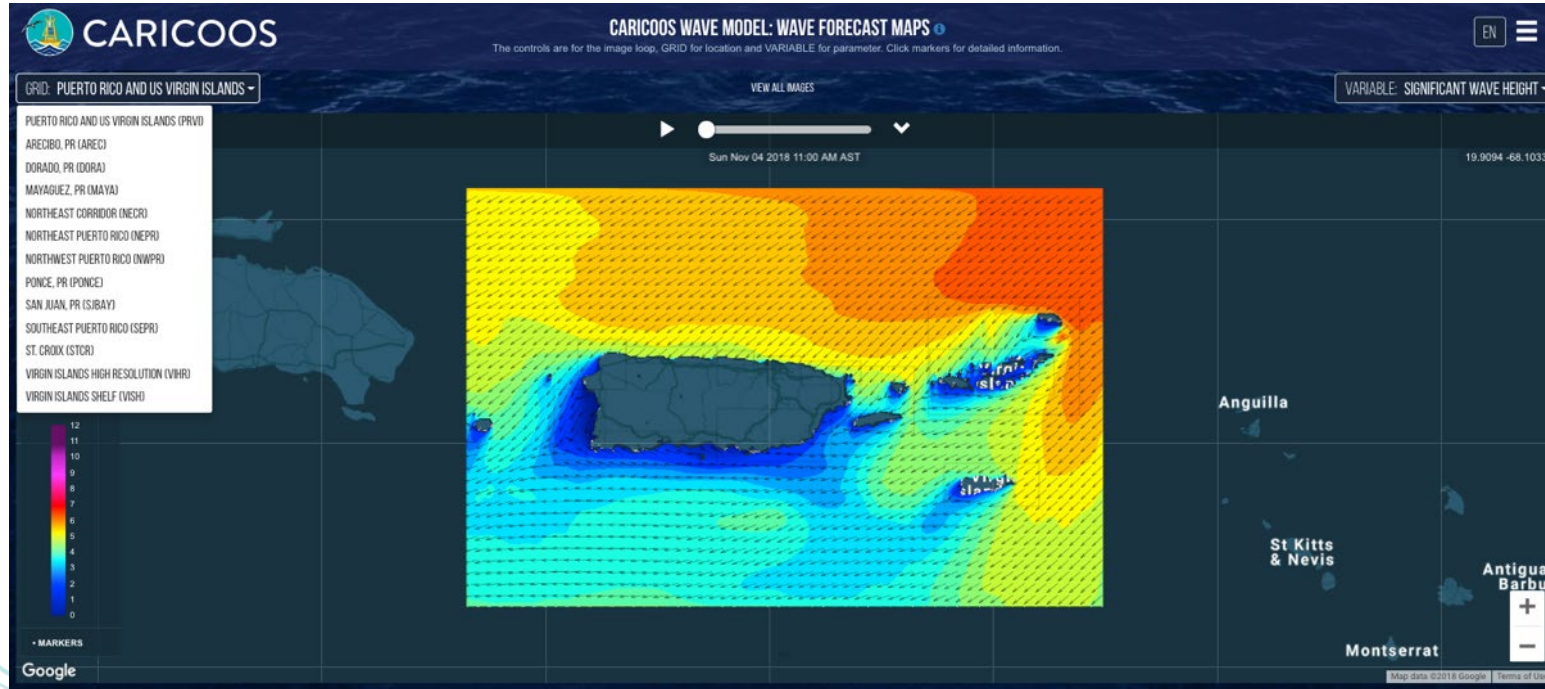 CARICOOS
CARICOOS WAVE MODEL: WAVE FORECAST MAPS
The controls are for the image loop, GRID for location and VARIABLE for parameter. Click markers for detailed information.
EN
GRID: PUERTO RICO AND US VIRGIN ISLANDS
VIEW ALL IMAGES
VARIABLE: SIGNIFICANT WAVE HEIGHT
PUERTO RICO AND US VIRGIN ISLANDS (PRVI)
ARECIBO, PR (AREC)
DORADO, PR (DORA)
MAYAGUEZ, PR (MAYA)
NORTHEAST CORRIDOR (NECR)
NORTHEAST PUERTO RICO (NEPR)
NORTHWEST PUERTO RICO (NWPR)
PONCE, PR (PONCE)
SAN JUAN, PR (SJBAY)
SOUTHEAST PUERTO RICO (SEPR)
ST. CROIX (STCR)
VIRGIN ISLANDS HIGH RESOLUTION (VIHR)
VIRGIN ISLANDS SHELF (VISH)
Sun Nov 04 2018 11:00 AM AST
19.9094 -68.1033
12
11
10
9
8
7
6
5
4
3
2
1
0
• MARKERS
Google
Anguilla
St Kitts
& Nevis
Antigua
Barbu
Montserrat
+
−
Map data ©2018 Google
Terms of Use